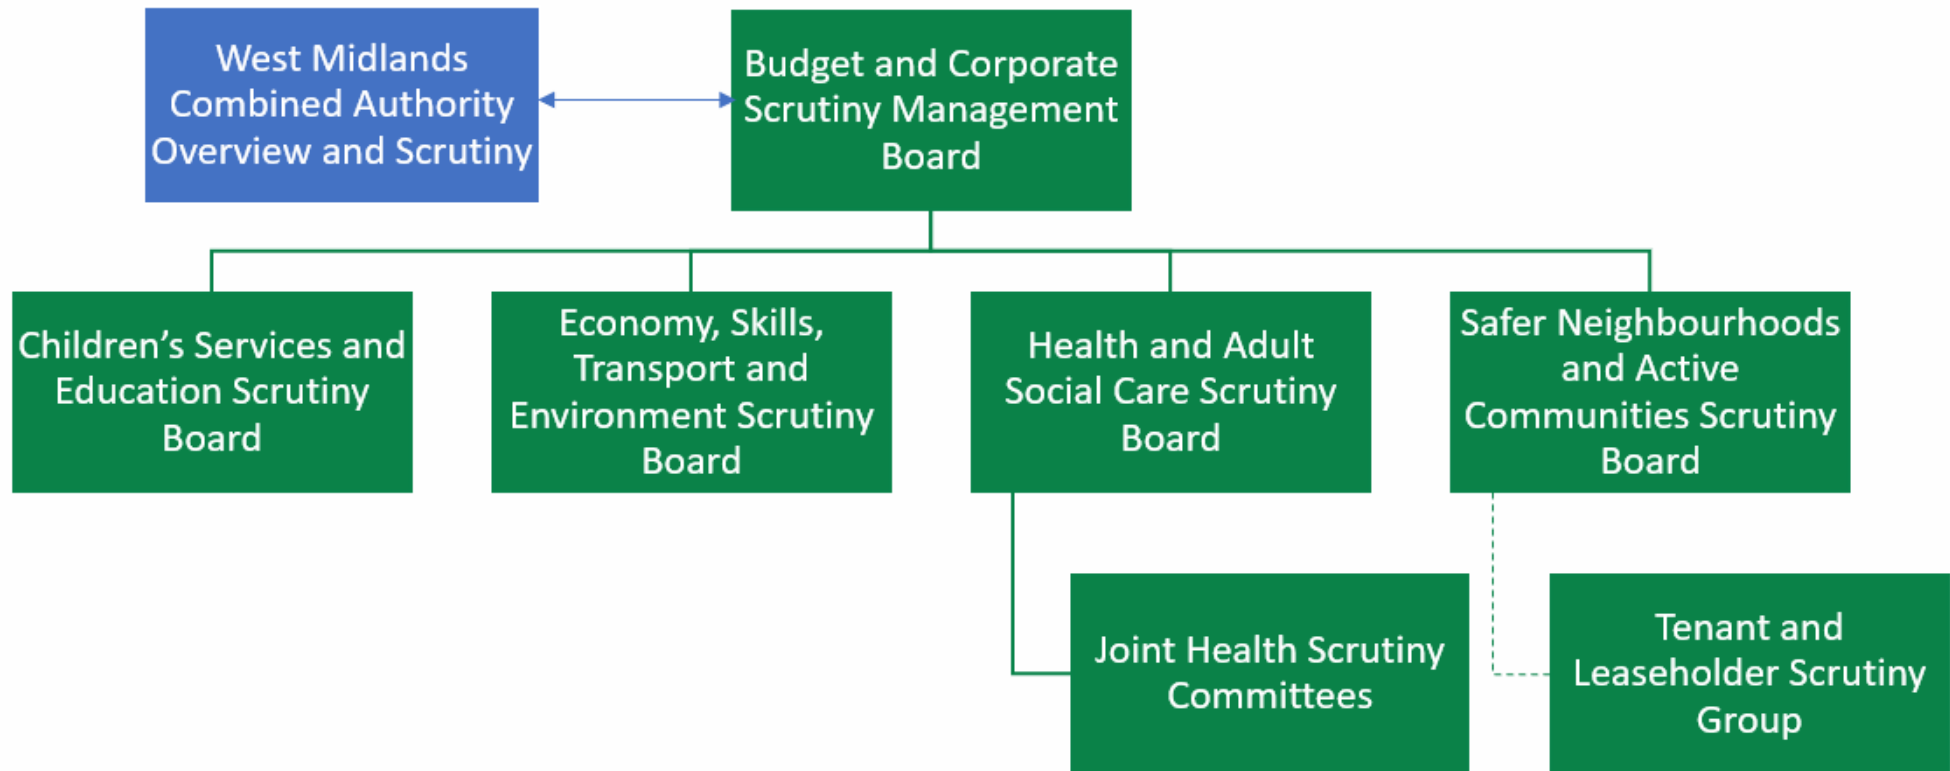 West Midlands
Combined Authority
Overview and Scrutiny
Budget and Corporate
Scrutiny Management
Board
Children’s Services and
Education Scrutiny
Board
Economy, Skills,
Transport and
Environment Scrutiny
Board
Health and Adult
Social Care Scrutiny
Board
Safer Neighbourhoods
and Active
Communities Scrutiny
Board
Joint Health Scrutiny
Committees
Tenant and
Leaseholder Scrutiny
Group